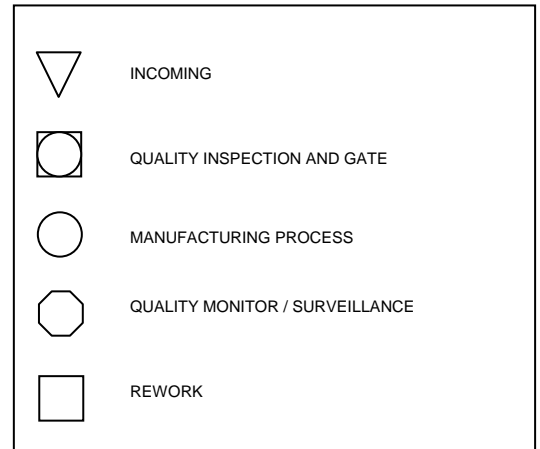 INCOMING
QUALITY INSPECTION AND GATE
MANUFACTURING PROCESS
QUALITY MONITOR / SURVEILLANCE
REWORK